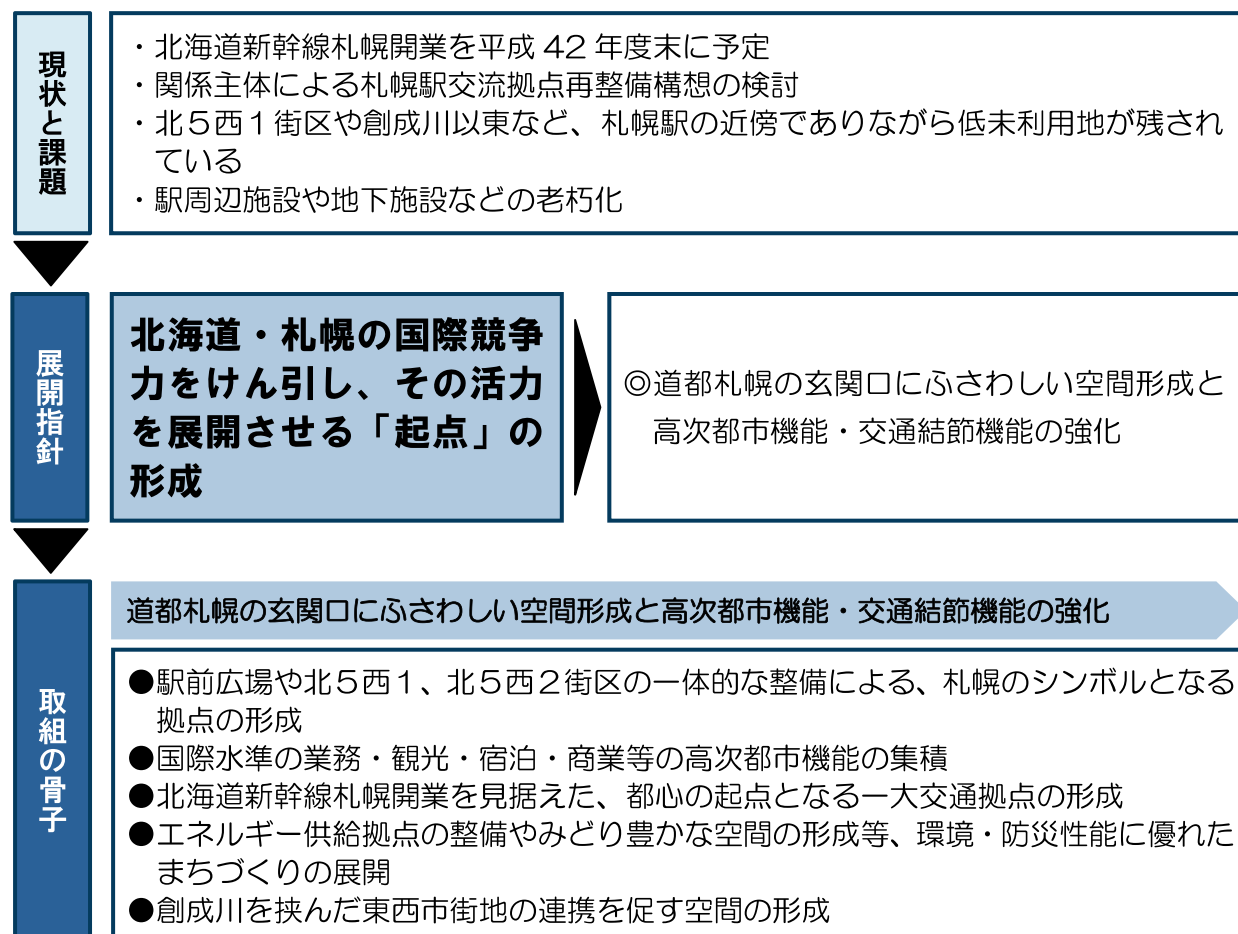 現状と課題
・北海道新幹線札幌開業を平成 42 年度末に予定
・関係主体による札幌駅交流拠点再整備構想の検討
・北５西１街区や創成川以東など、札幌駅の近傍でありながら低未利用地が残され
ている
・駅周辺施設や地下施設などの老朽化
展開指針
北海道・札幌の国際競争
力をけん引し、その活力
を展開させる「起点」の
形成
◎道都札幌の玄関口にふさわしい空間形成と
高次都市機能・交通結節機能の強化
取組の骨子
道都札幌の玄関口にふさわしい空間形成と高次都市機能・交通結節機能の強化
●駅前広場や北５西１、北５西２街区の一体的な整備による、札幌のシンボルとなる
拠点の形成
●国際水準の業務・観光・宿泊・商業等の高次都市機能の集積
●北海道新幹線札幌開業を見据えた、都心の起点となる一大交通拠点の形成
●エネルギー供給拠点の整備やみどり豊かな空間の形成等、環境・防災性能に優れた
まちづくりの展開
●創成川を挟んだ東西市街地の連携を促す空間の形成